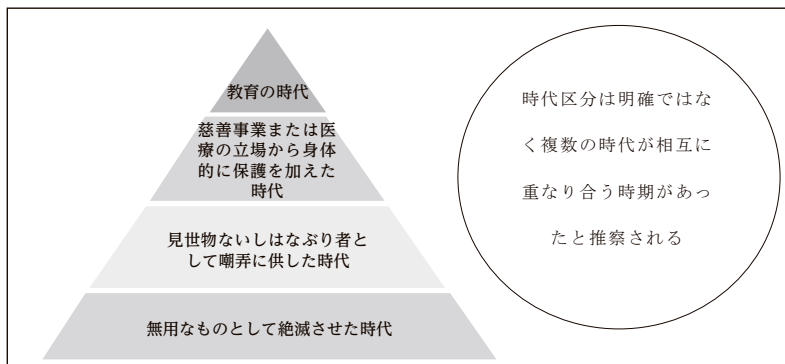 教育の時代
慈善事業または医
療の立場から身体
的に保護を加えた
時代
見世物ないしはなぶり者と
して嘲弄に供した時代
無用なものとして絶滅させた時代
時代区分は明確ではな
く複数の時代が相互に
重なり合う時期があっ
たと推察される